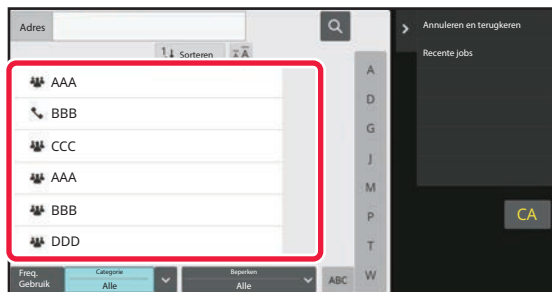 Adres
Sorteren
AAA
BBB
CCC
AAA
BBB
DDD
A
D
G
J
M
P
T
W
Freq.
Gebruik
Categorie
Alle
Beperken
Alle
ABC
Annuleren en terugkeren
Recente jobs
CA